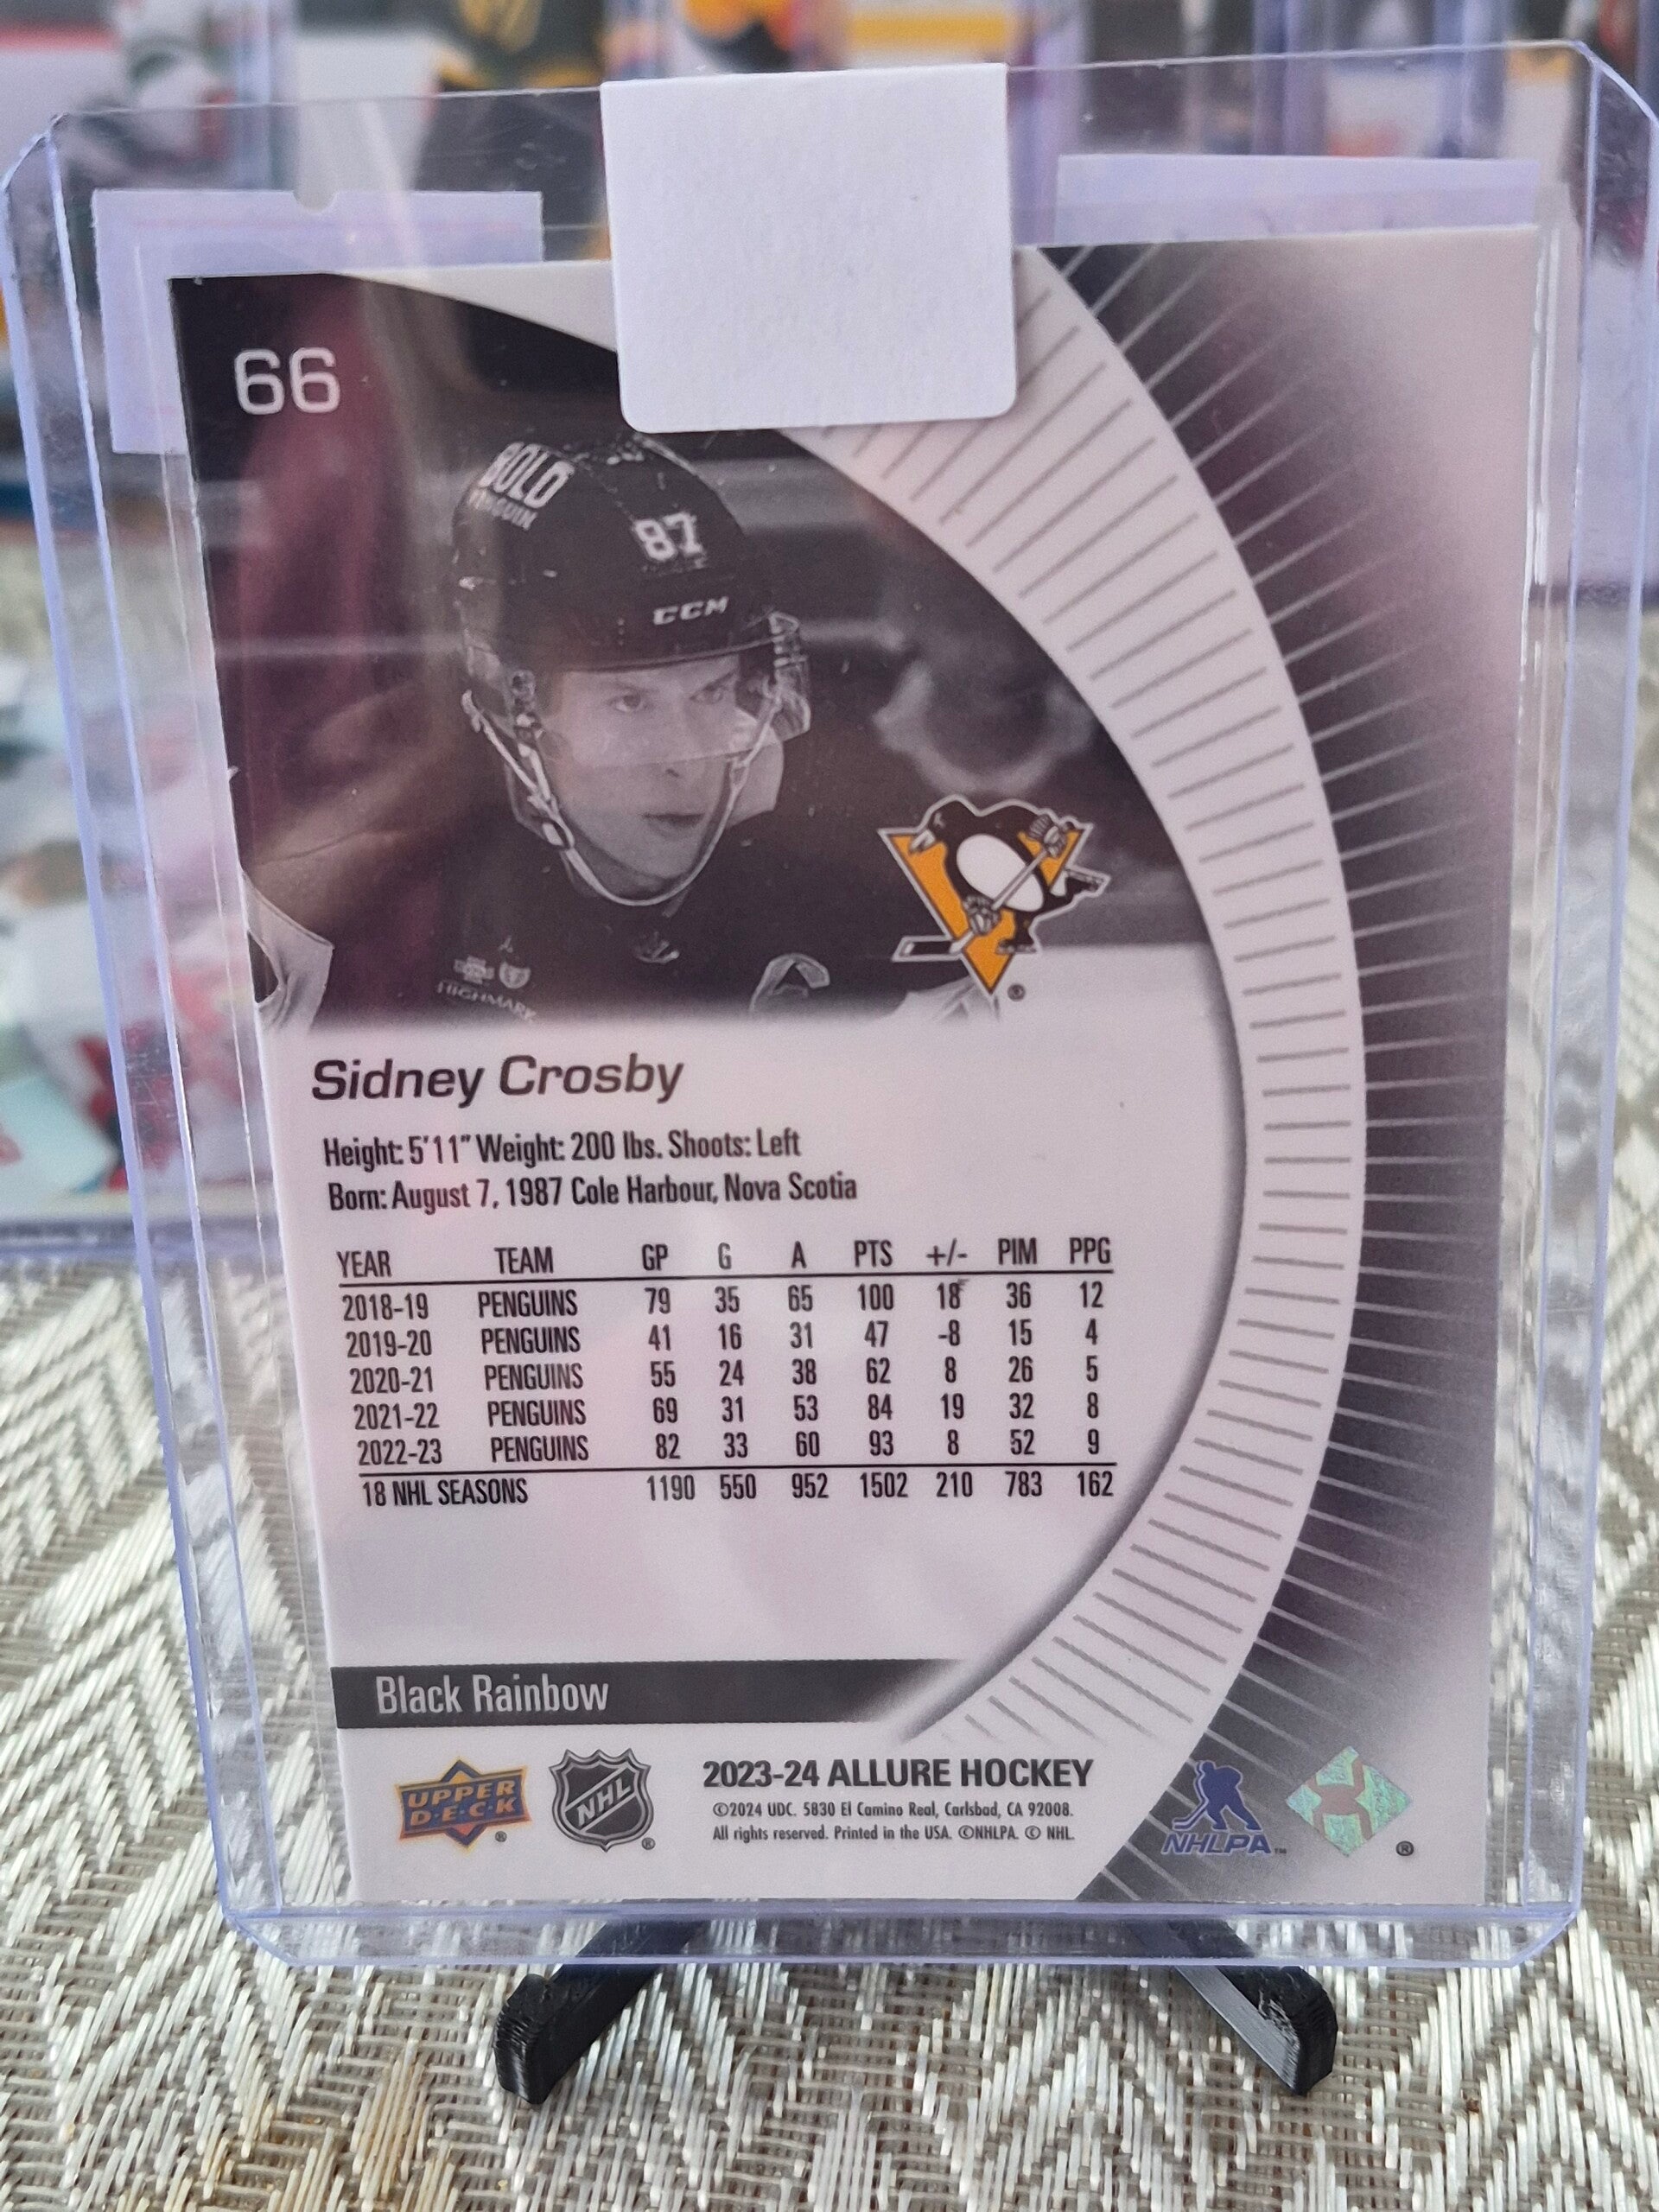 66
BOLD
PENGUIN
87
CCM
HIGHMARK
Sidney Crosby
Height: 5'11" Weight: 200 lbs. Shoots: Left
Born: August 7, 1987 Cole Harbour, Nova Scotia
YEAR TEAM GP G A PTS +/- PIM PPG
2018-19 PENGUINS 79 35 65 100 18 36 12
2019-20 PENGUINS 41 16 31 47 -8 15 4
2020-21 PENGUINS 55 24 38 62 8 26 5
2021-22 PENGUINS 69 31 53 84 19 32 8
2022-23 PENGUINS 82 33 60 93 8 52 9
18 NHL SEASONS 1190 550 952 1502 210 783 162
Black Rainbow
UPPER
D·E·C·K ®
NHL ®
2023-24 ALLURE HOCKEY
©2024 UDC. 5830 El Camino Real, Carlsbad, CA 92008.
All rights reserved. Printed in the USA. ©NHLPA. © NHL.
NHLPA™
®